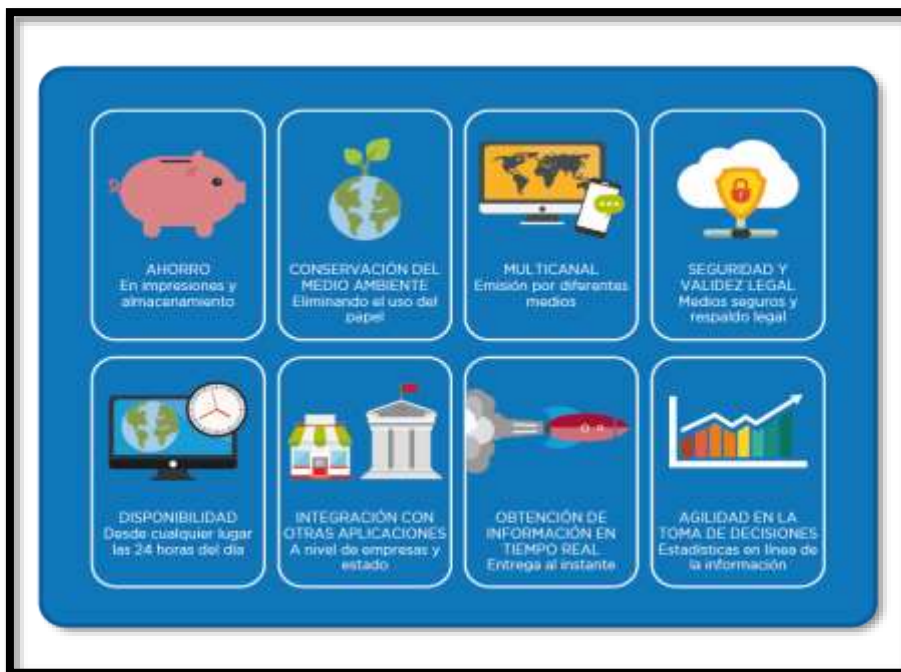 AHORRO
En impresiones y
almacenamiento
CONSERVACIÓN DEL
MEDIO AMBIENTE
Eliminando el uso del
papel
MULTICANAL
Emisión por diferentes
medios
SEGURIDAD Y
VALIDEZ LEGAL
Medios seguros y
respaldo legal
DISPONIBILIDAD
Desde cualquier lugar
las 24 horas del día
INTEGRACIÓN CON
OTRAS APLICACIONES
A nivel de empresas y
estado
OBTENCIÓN DE
INFORMACIÓN EN
TIEMPO REAL
Entrega al instante
AGILIDAD EN LA
TOMA DE DECISIONES
Estadísticas en línea de
la información